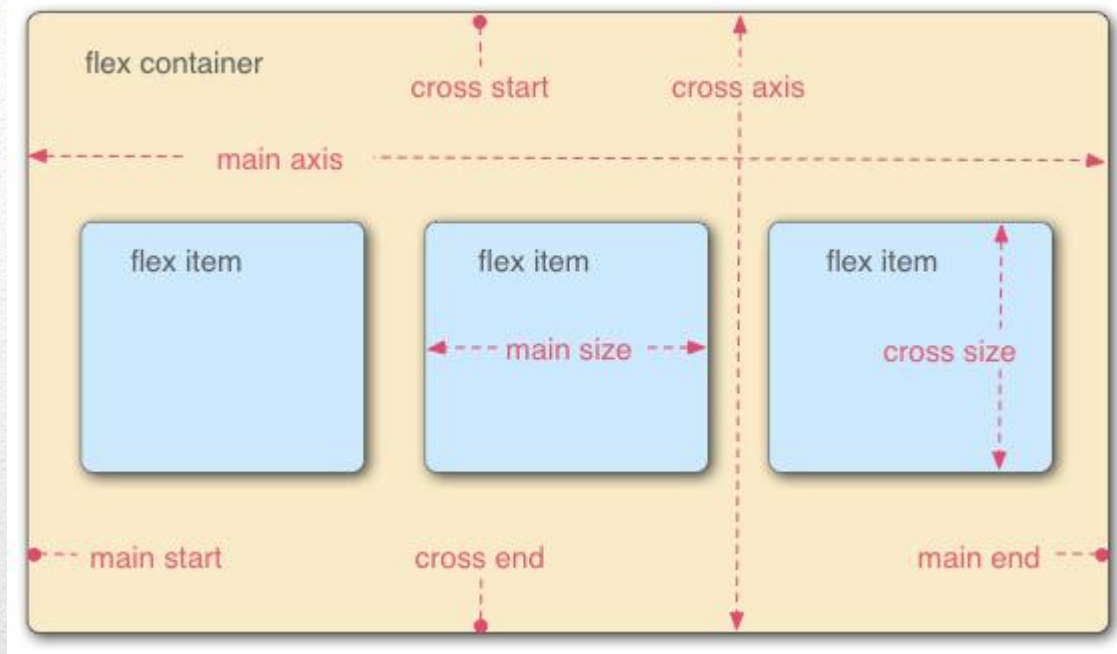 flex container
cross start
cross axis
main axis
flex item
flex item
flex item
main size
cross size
main start
cross end
main end